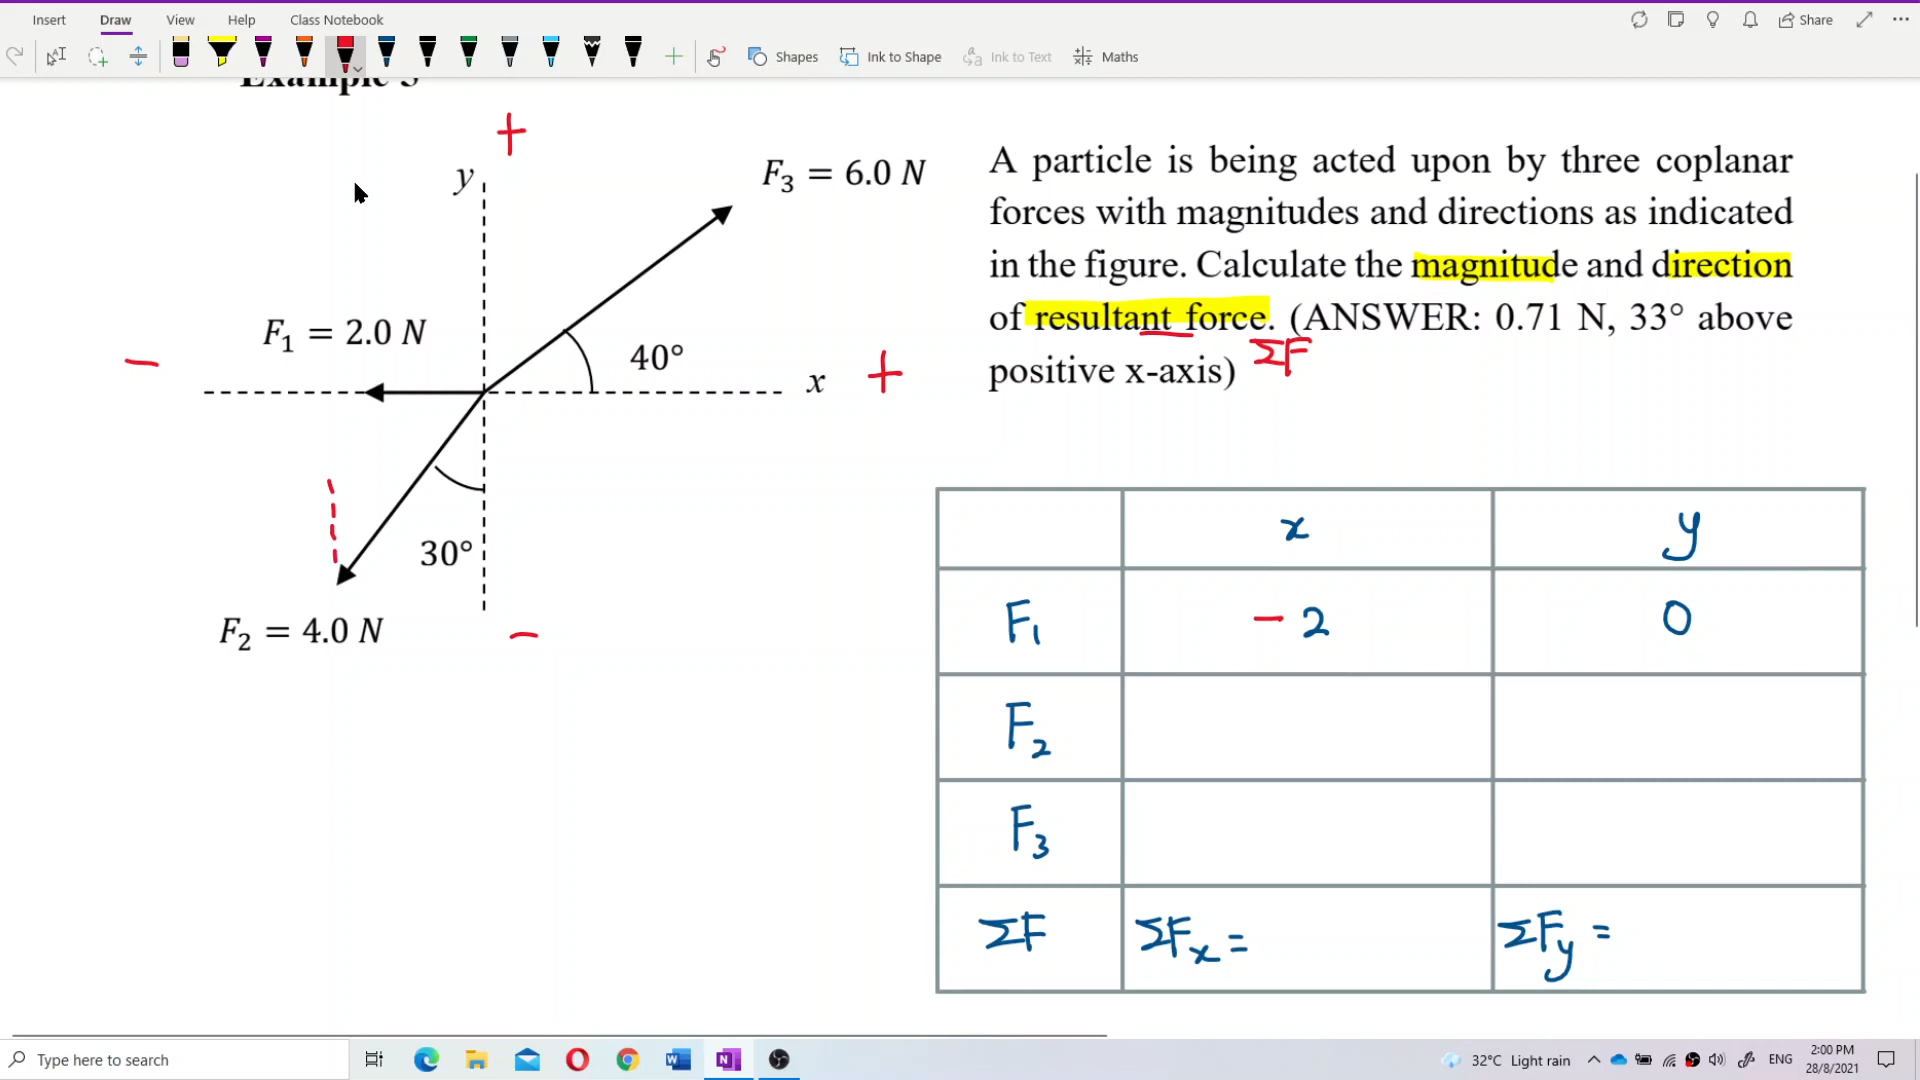 Insert Draw View Help Class Notebook Share
Shapes Ink to Shape Ink to Text Maths
Example 3
+
y
F₃ = 6.0 N
F₁ = 2.0 N
40°
−
x +
30°
F₂ = 4.0 N −
A particle is being acted upon by three coplanar
forces with magnitudes and directions as indicated
in the figure. Calculate the magnitude and direction
of resultant force. (ANSWER: 0.71 N, 33° above
positive x-axis) ΣF
x y
F₁ − 2 0
F₂
F₃
ΣF ΣFx = ΣFy =
Type here to search
32°C Light rain ENG 2:00 PM
28/8/2021